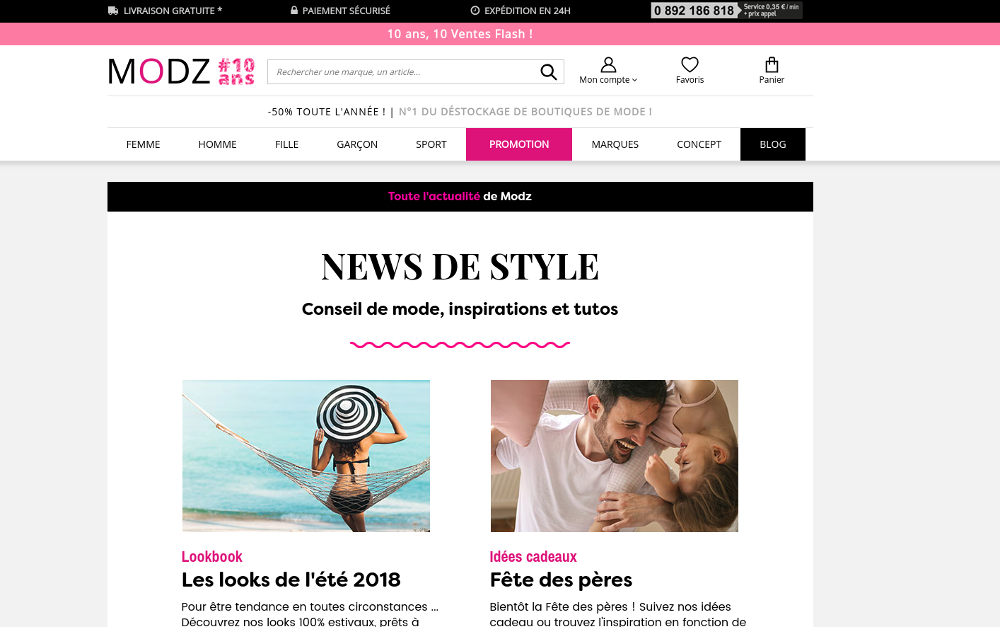 LIVRAISON GRATUITE *
PAIEMENT SÉCURISÉ
EXPÉDITION EN 24H
0 892 186 818
Service 0,35 € / min
+ prix appel
10 ans, 10 Ventes Flash !
MODZ
#10
ans
Rechercher une marque, un article...
Mon compte
Favoris
Panier
-50% TOUTE L'ANNÉE ! | N°1 DU DÉSTOCKAGE DE BOUTIQUES DE MODE !
FEMME
HOMME
FILLE
GARÇON
SPORT
PROMOTION
MARQUES
CONCEPT
BLOG
Toute l'actualité de Modz
NEWS DE STYLE
Conseil de mode, inspirations et tutos
Lookbook
Les looks de l'été 2018
Pour être tendance en toutes circonstances ...
Découvrez nos looks 100% estivaux, prêts à
Idées cadeaux
Fête des pères
Bientôt la Fête des pères ! Suivez nos idées
cadeau ou trouvez l'inspiration en fonction de